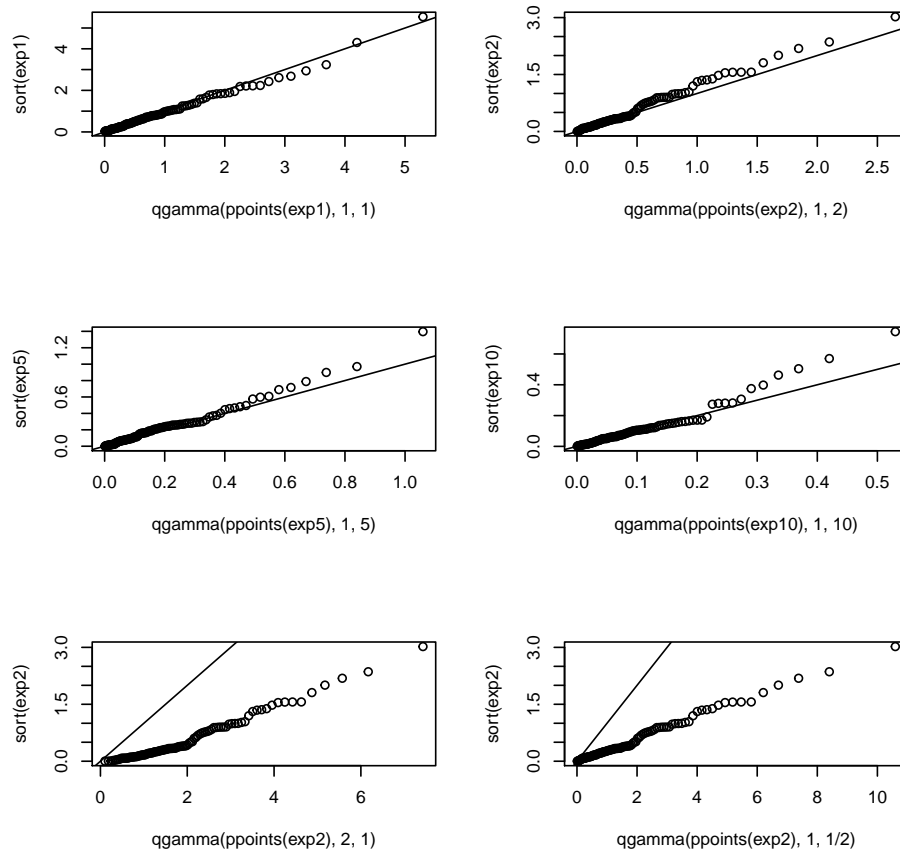 sort(exp1)
0 2 4
0 1 2 3 4 5
qgamma(ppoints(exp1), 1, 1)
sort(exp2)
0.0 1.5 3.0
0.0 0.5 1.0 1.5 2.0 2.5
qgamma(ppoints(exp2), 1, 2)
sort(exp5)
0.0 0.6 1.2
0.0 0.2 0.4 0.6 0.8 1.0
qgamma(ppoints(exp5), 1, 5)
sort(exp10)
0.0 0.4
0.0 0.1 0.2 0.3 0.4 0.5
qgamma(ppoints(exp10), 1, 10)
sort(exp2)
0.0 1.5 3.0
0 2 4 6
qgamma(ppoints(exp2), 2, 1)
sort(exp2)
0.0 1.5 3.0
0 2 4 6 8 10
qgamma(ppoints(exp2), 1, 1/2)